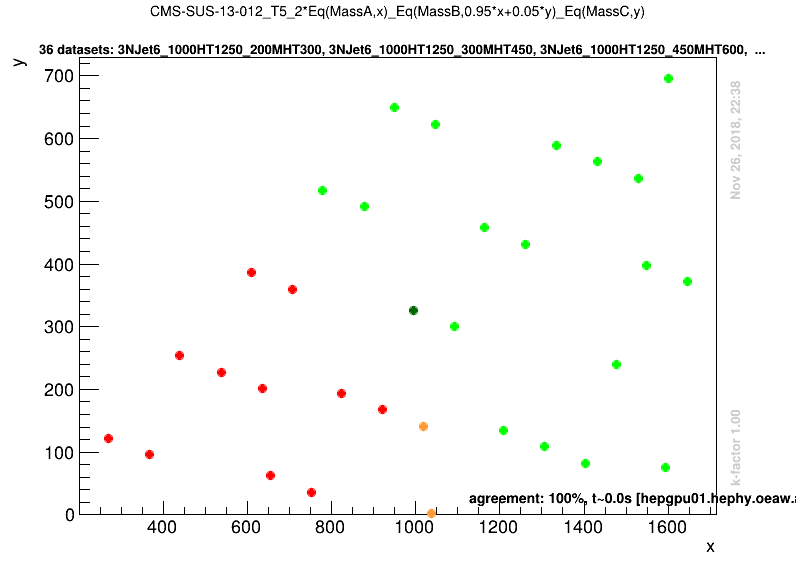 CMS-SUS-13-012_T5_2*Eq(MassA,x)_Eq(MassB,0.95*x+0.05*y)_Eq(MassC,y)
36 datasets: 3NJet6_1000HT1250_200MHT300, 3NJet6_1000HT1250_300MHT450, 3NJet6_1000HT1250_450MHT600, ...
y
700
600
500
400
300
200
100
0
Nov 26, 2018, 22:38
k-factor 1.00
agreement: 100%, t~0.0s [hepgpu01.hephy.oeaw.a
400 600 800 1000 1200 1400 1600
x